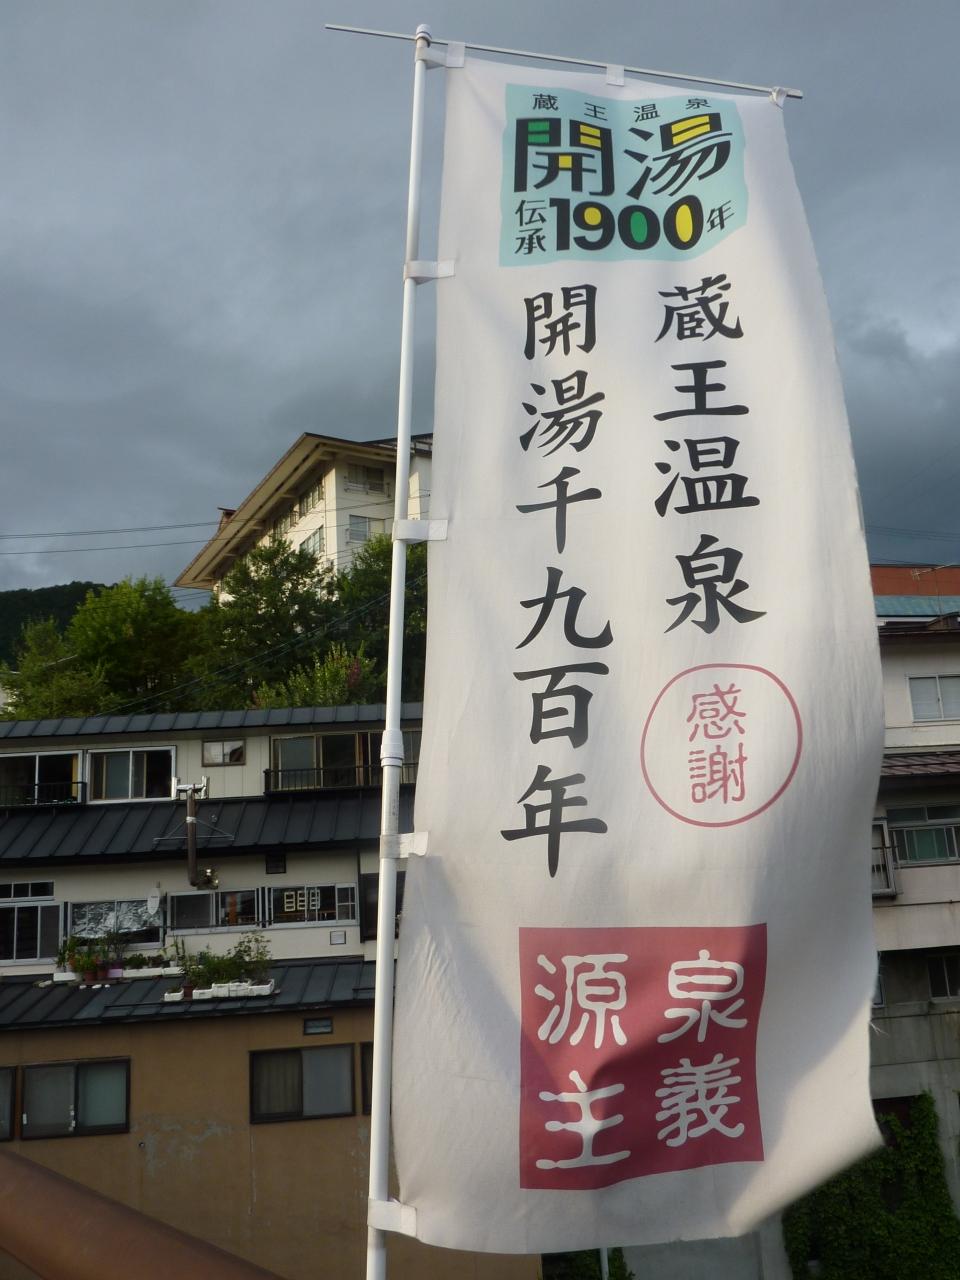 蔵王温泉
開湯
伝承1900年
蔵王温泉
感謝
開湯千九百年
泉義
源主